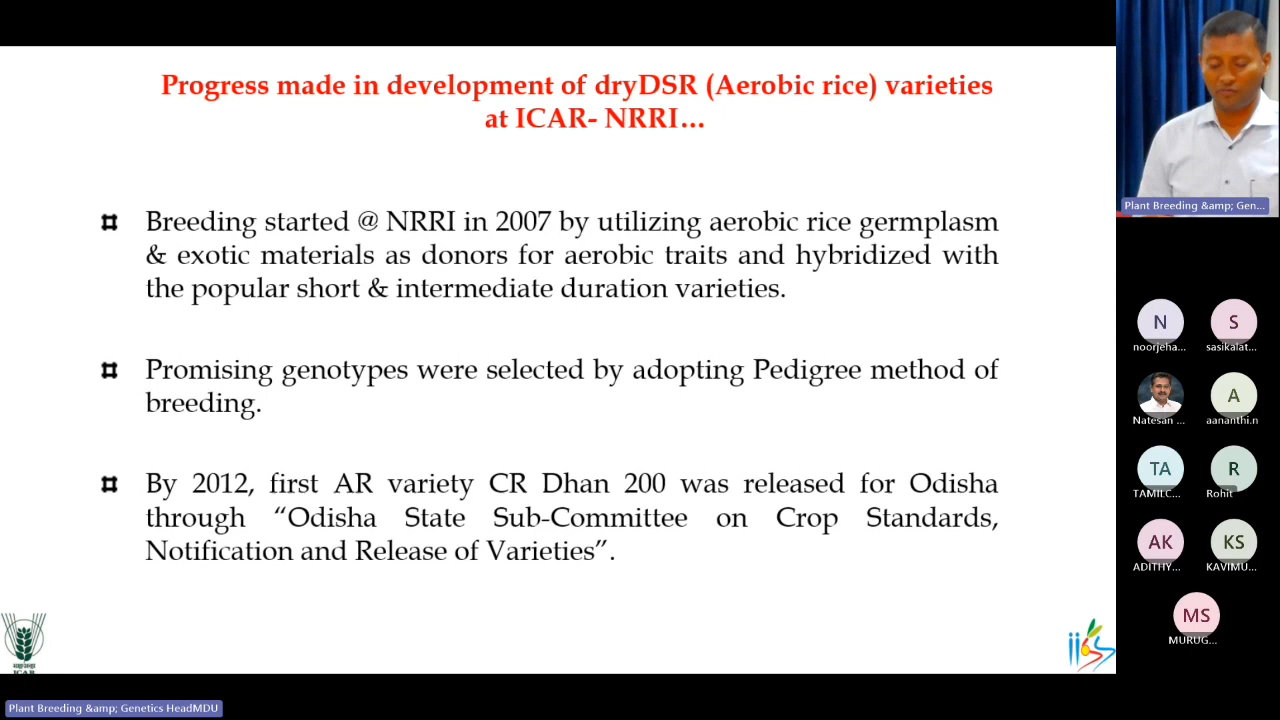 Progress made in development of dryDSR (Aerobic rice) varieties
at ICAR- NRRI…
Breeding started @ NRRI in 2007 by utilizing aerobic rice germplasm
& exotic materials as donors for aerobic traits and hybridized with
the popular short & intermediate duration varieties.
Promising genotypes were selected by adopting Pedigree method of
breeding.
By 2012, first AR variety CR Dhan 200 was released for Odisha
through “Odisha State Sub-Committee on Crop Standards,
Notification and Release of Varieties”.
ICAR
Plant Breeding &amp; Genetics HeadMDU
Plant Breeding &amp; Gen...
N
noorjeha...
S
sasikalat...
Natesan ...
A
aananthi.n
TA
TAMILC...
R
Rohit
AK
ADITHY...
KS
KAVIMU...
MS
MURUG...